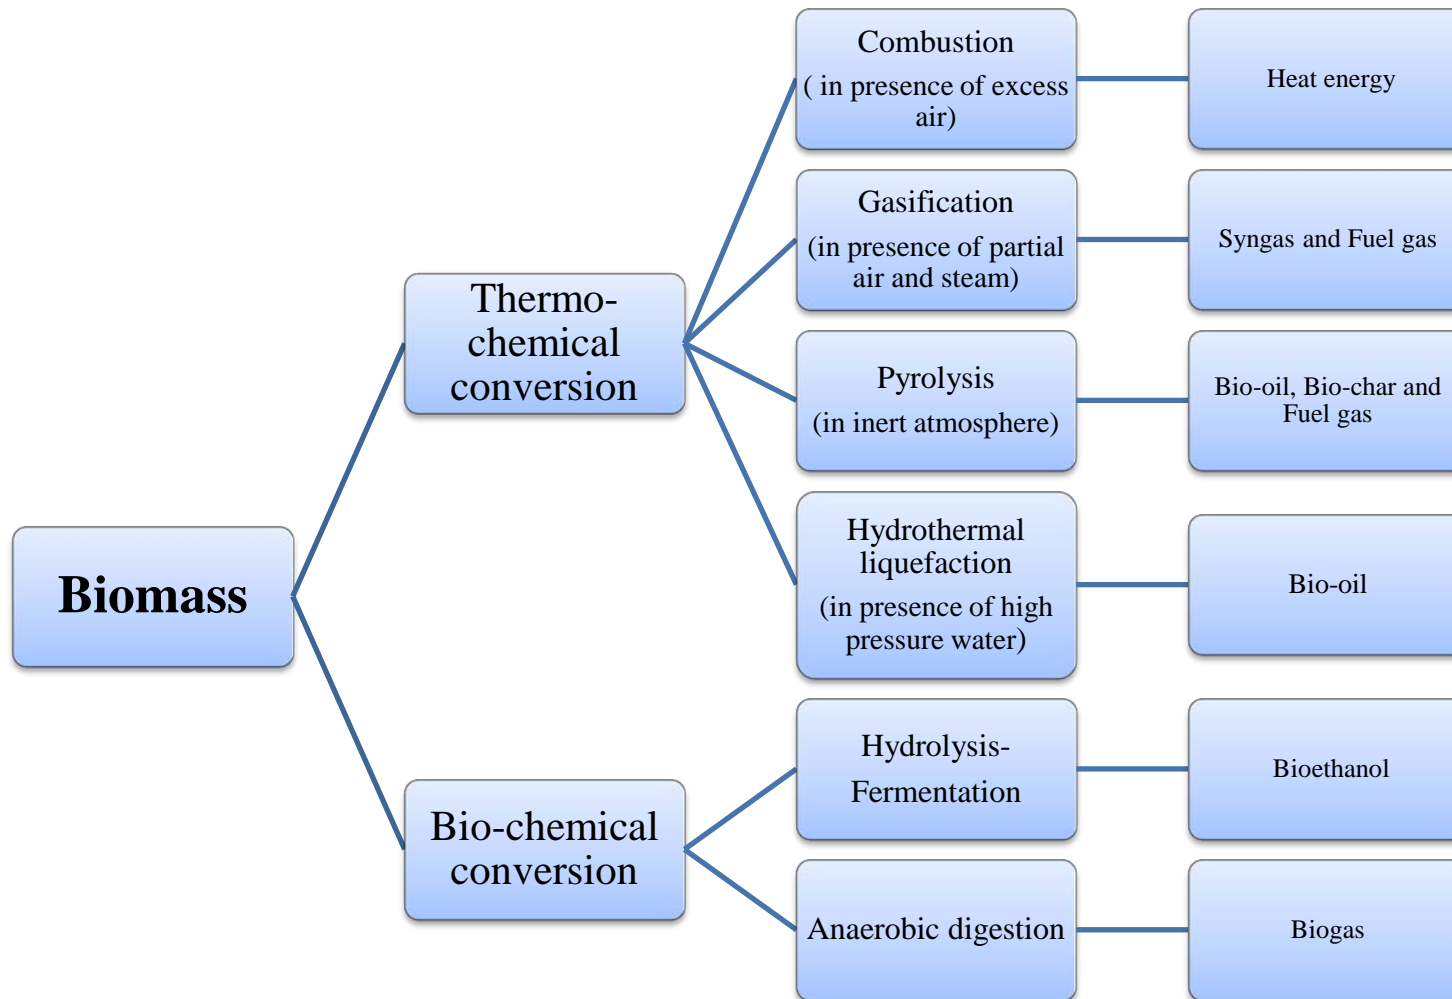 Biomass
Thermo-
chemical
conversion
Combustion
( in presence of excess
air)
Heat energy
Gasification
(in presence of partial
air and steam)
Syngas and Fuel gas
Pyrolysis
(in inert atmosphere)
Bio-oil, Bio-char and
Fuel gas
Hydrothermal
liquefaction
(in presence of high
pressure water)
Bio-oil
Bio-chemical
conversion
Hydrolysis-
Fermentation
Bioethanol
Anaerobic digestion
Biogas